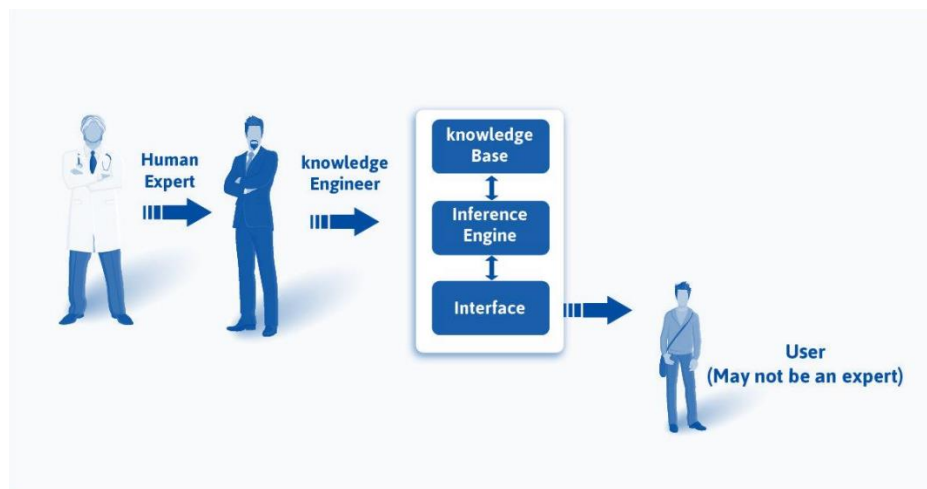 Human
Expert
knowledge
Engineer
knowledge
Base
Inference
Engine
Interface
User
(May not be an expert)